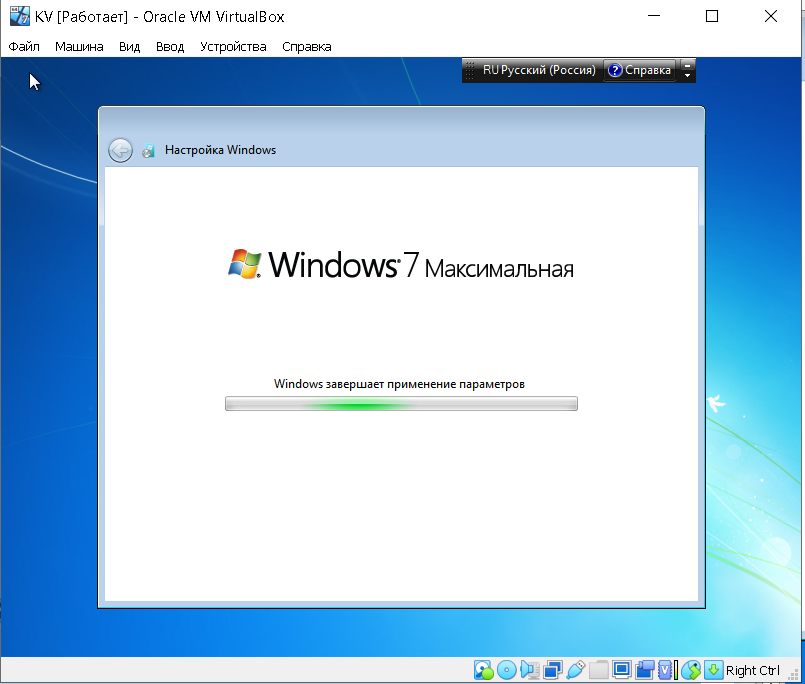 KV [Работает] - Oracle VM VirtualBox
Файл Машина Вид Ввод Устройства Справка
RU Русский (Россия) ? Справка
Настройка Windows
Windows 7 Максимальная
Windows завершает применение параметров
Right Ctrl